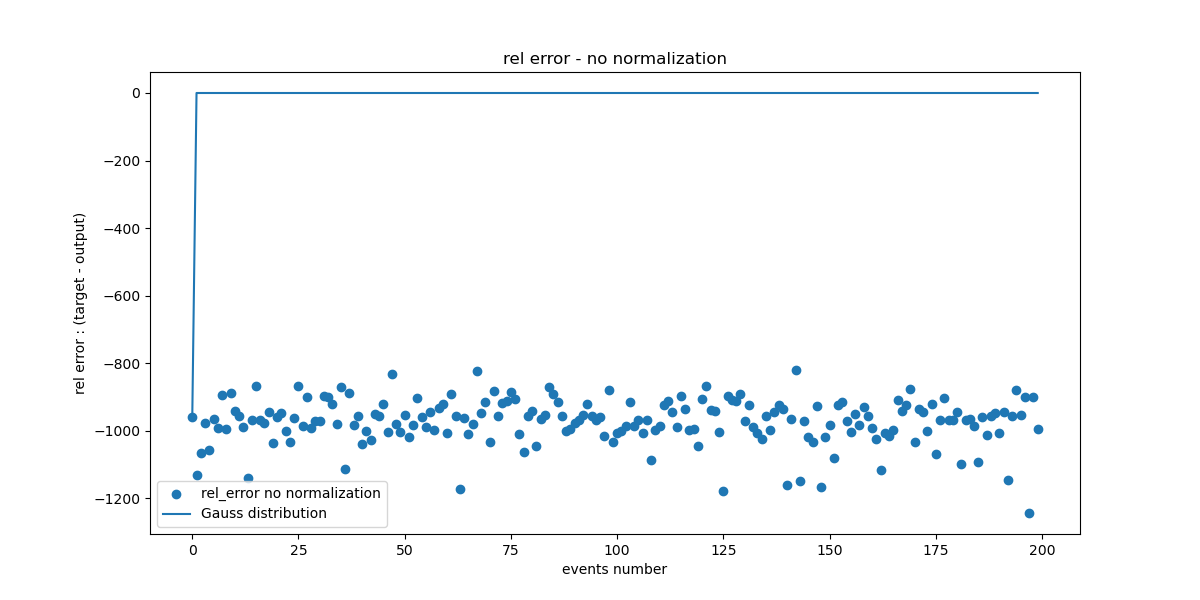 rel error - no normalization
rel error : (target - output)
0
−200
−400
−600
−800
−1000
−1200
rel_error no normalization
Gauss distribution
0 25 50 75 100 125 150 175 200
events number